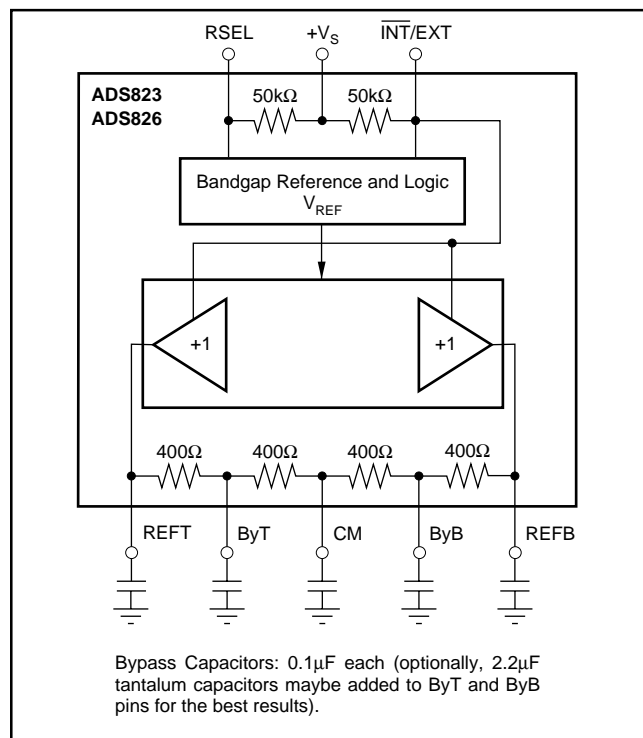 RSEL +VS INT/EXT
ADS823
ADS826
50kΩ 50kΩ
Bandgap Reference and Logic
VREF
+1 +1
400Ω 400Ω 400Ω 400Ω
REFT ByT CM ByB REFB
Bypass Capacitors: 0.1µF each (optionally, 2.2µF
tantalum capacitors maybe added to ByT and ByB
pins for the best results).